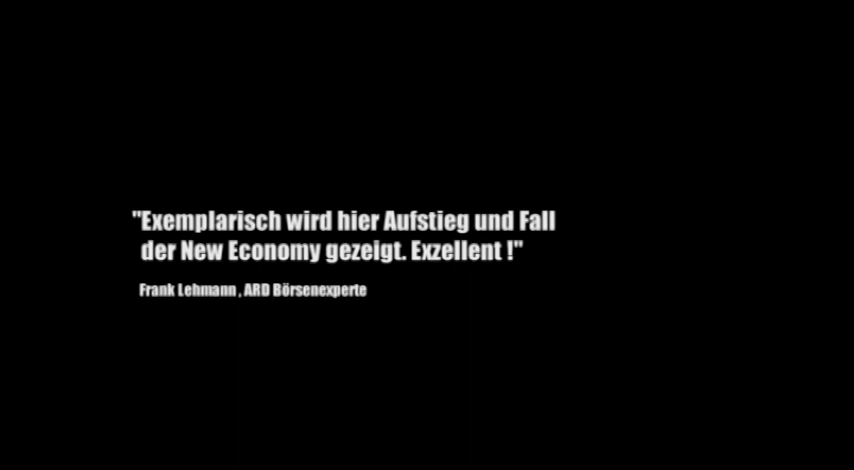 "Exemplarisch wird hier Aufstieg und Fall
der New Economy gezeigt. Exzellent !"
Frank Lehmann , ARD Börsenexperte